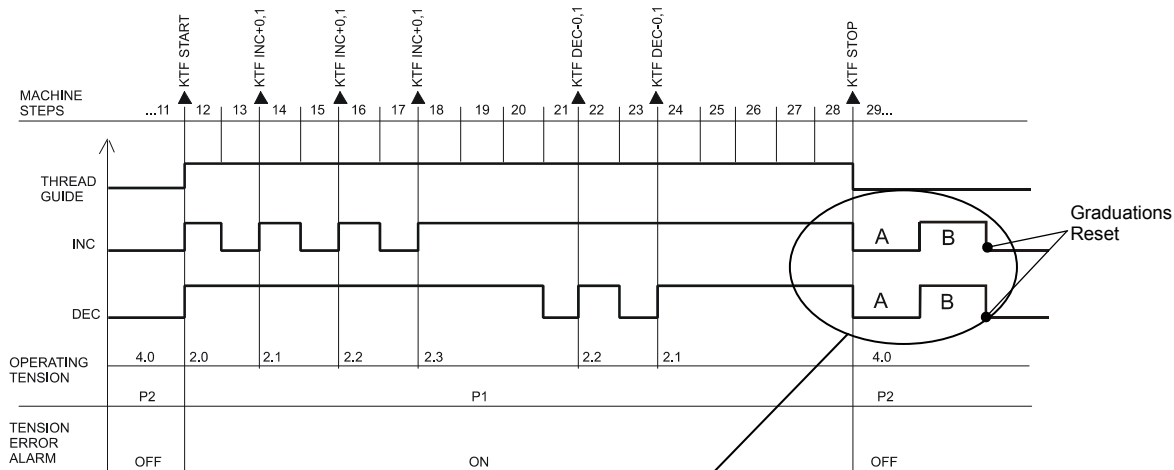 KTF START
KTF INC+0,1
KTF INC+0,1
KTF INC+0,1
KTF DEC-0,1
KTF DEC-0,1
KTF STOP
MACHINE
STEPS
...11 12 13 14 15 16 17 18 19 20 21 22 23 24 25 26 27 28 29...
THREAD
GUIDE
Graduations
Reset
INC
A B
DEC
A B
OPERATING
TENSION
4.0 2.0 2.1 2.2 2.3 2.2 2.1 4.0
P2 P1 P2
TENSION
ERROR
ALARM
OFF ON OFF